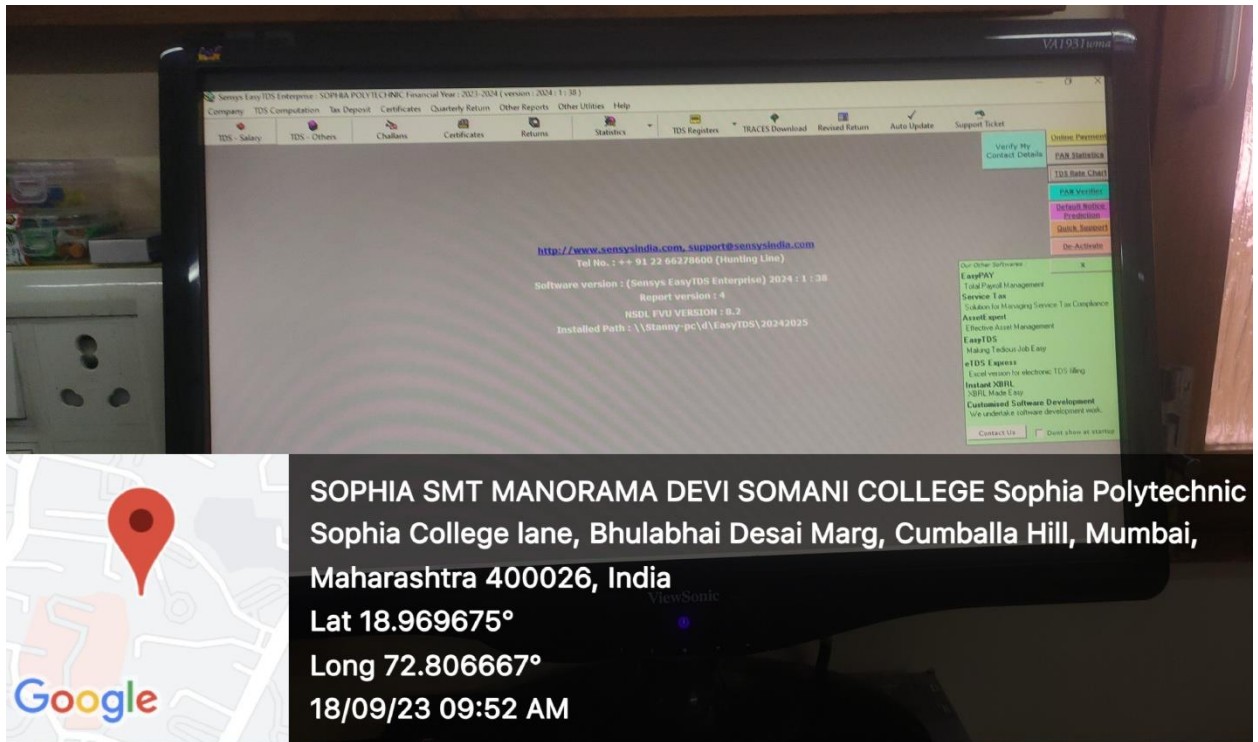 VA1931wma
Sensys Easy TDS Enterprise : SOPHIA POLYTECHNIC Financial Year : 2023-2024 ( version : 2024 : 1 : 38 )
Company TDS Computation Tax Deposit Certificates Quarterly Return Other Reports Other Utilities Help
TDS - Salary TDS - Others Challans Certificates Returns Statistics TDS Registers TRACES Download Revised Return Auto Update Support Ticket
Verify My
Contact Details
Online Payment
PAN Statistics
TDS Rate Chart
PAN Verifier
Default Notice
Prediction
Quick Support
De-Activate
http://www.sensysindia.com, support@sensysindia.com
Tel No. : ++ 91 22 66278600 (Hunting Line)
Software version : (Sensys EasyTDS Enterprise) 2024 : 1 : 38
Report version : 4
NSDL FVU VERSION : 8.2
Installed Path : \\Stanny-pc\d\EasyTDS\20242025
Our Other Softwares
EasyPAY
Total Payroll Management
Service Tax
Solution for Managing Service Tax Compliance
AssetExpert
Effective Asset Management
EasyTDS
Making Tedious Job Easy
eTDS Express
Excel version for electronic TDS filing
Instant XBRL
XBRL Made Easy
Customized Software Development
We undertake software development work.
Contact Us Dont show at startup
SOPHIA SMT MANORAMA DEVI SOMANI COLLEGE Sophia Polytechnic
Sophia College lane, Bhulabhai Desai Marg, Cumballa Hill, Mumbai,
Maharashtra 400026, India
ViewSonic
Lat 18.969675°
Long 72.806667°
18/09/23 09:52 AM
Google